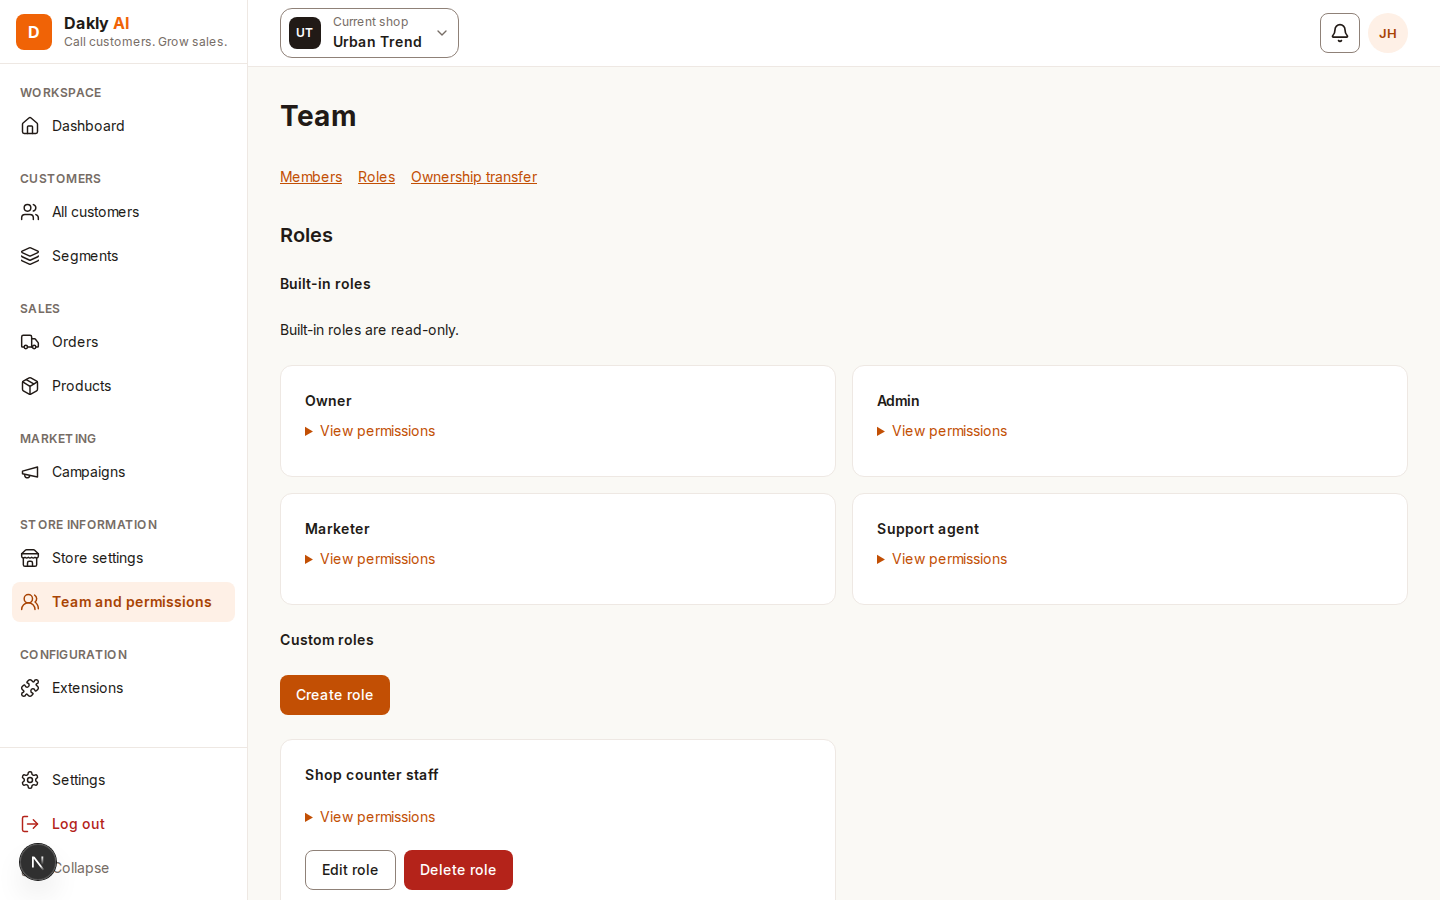 D
Dakly AI
Call customers. Grow sales.
UT
Current shop
Urban Trend
JH
WORKSPACE
Dashboard
CUSTOMERS
All customers
Segments
SALES
Orders
Products
MARKETING
Campaigns
STORE INFORMATION
Store settings
Team and permissions
CONFIGURATION
Extensions
Settings
Log out
N
Collapse
Team
Members Roles Ownership transfer
Roles
Built-in roles
Built-in roles are read-only.
Owner
View permissions
Admin
View permissions
Marketer
View permissions
Support agent
View permissions
Custom roles
Create role
Shop counter staff
View permissions
Edit role Delete role